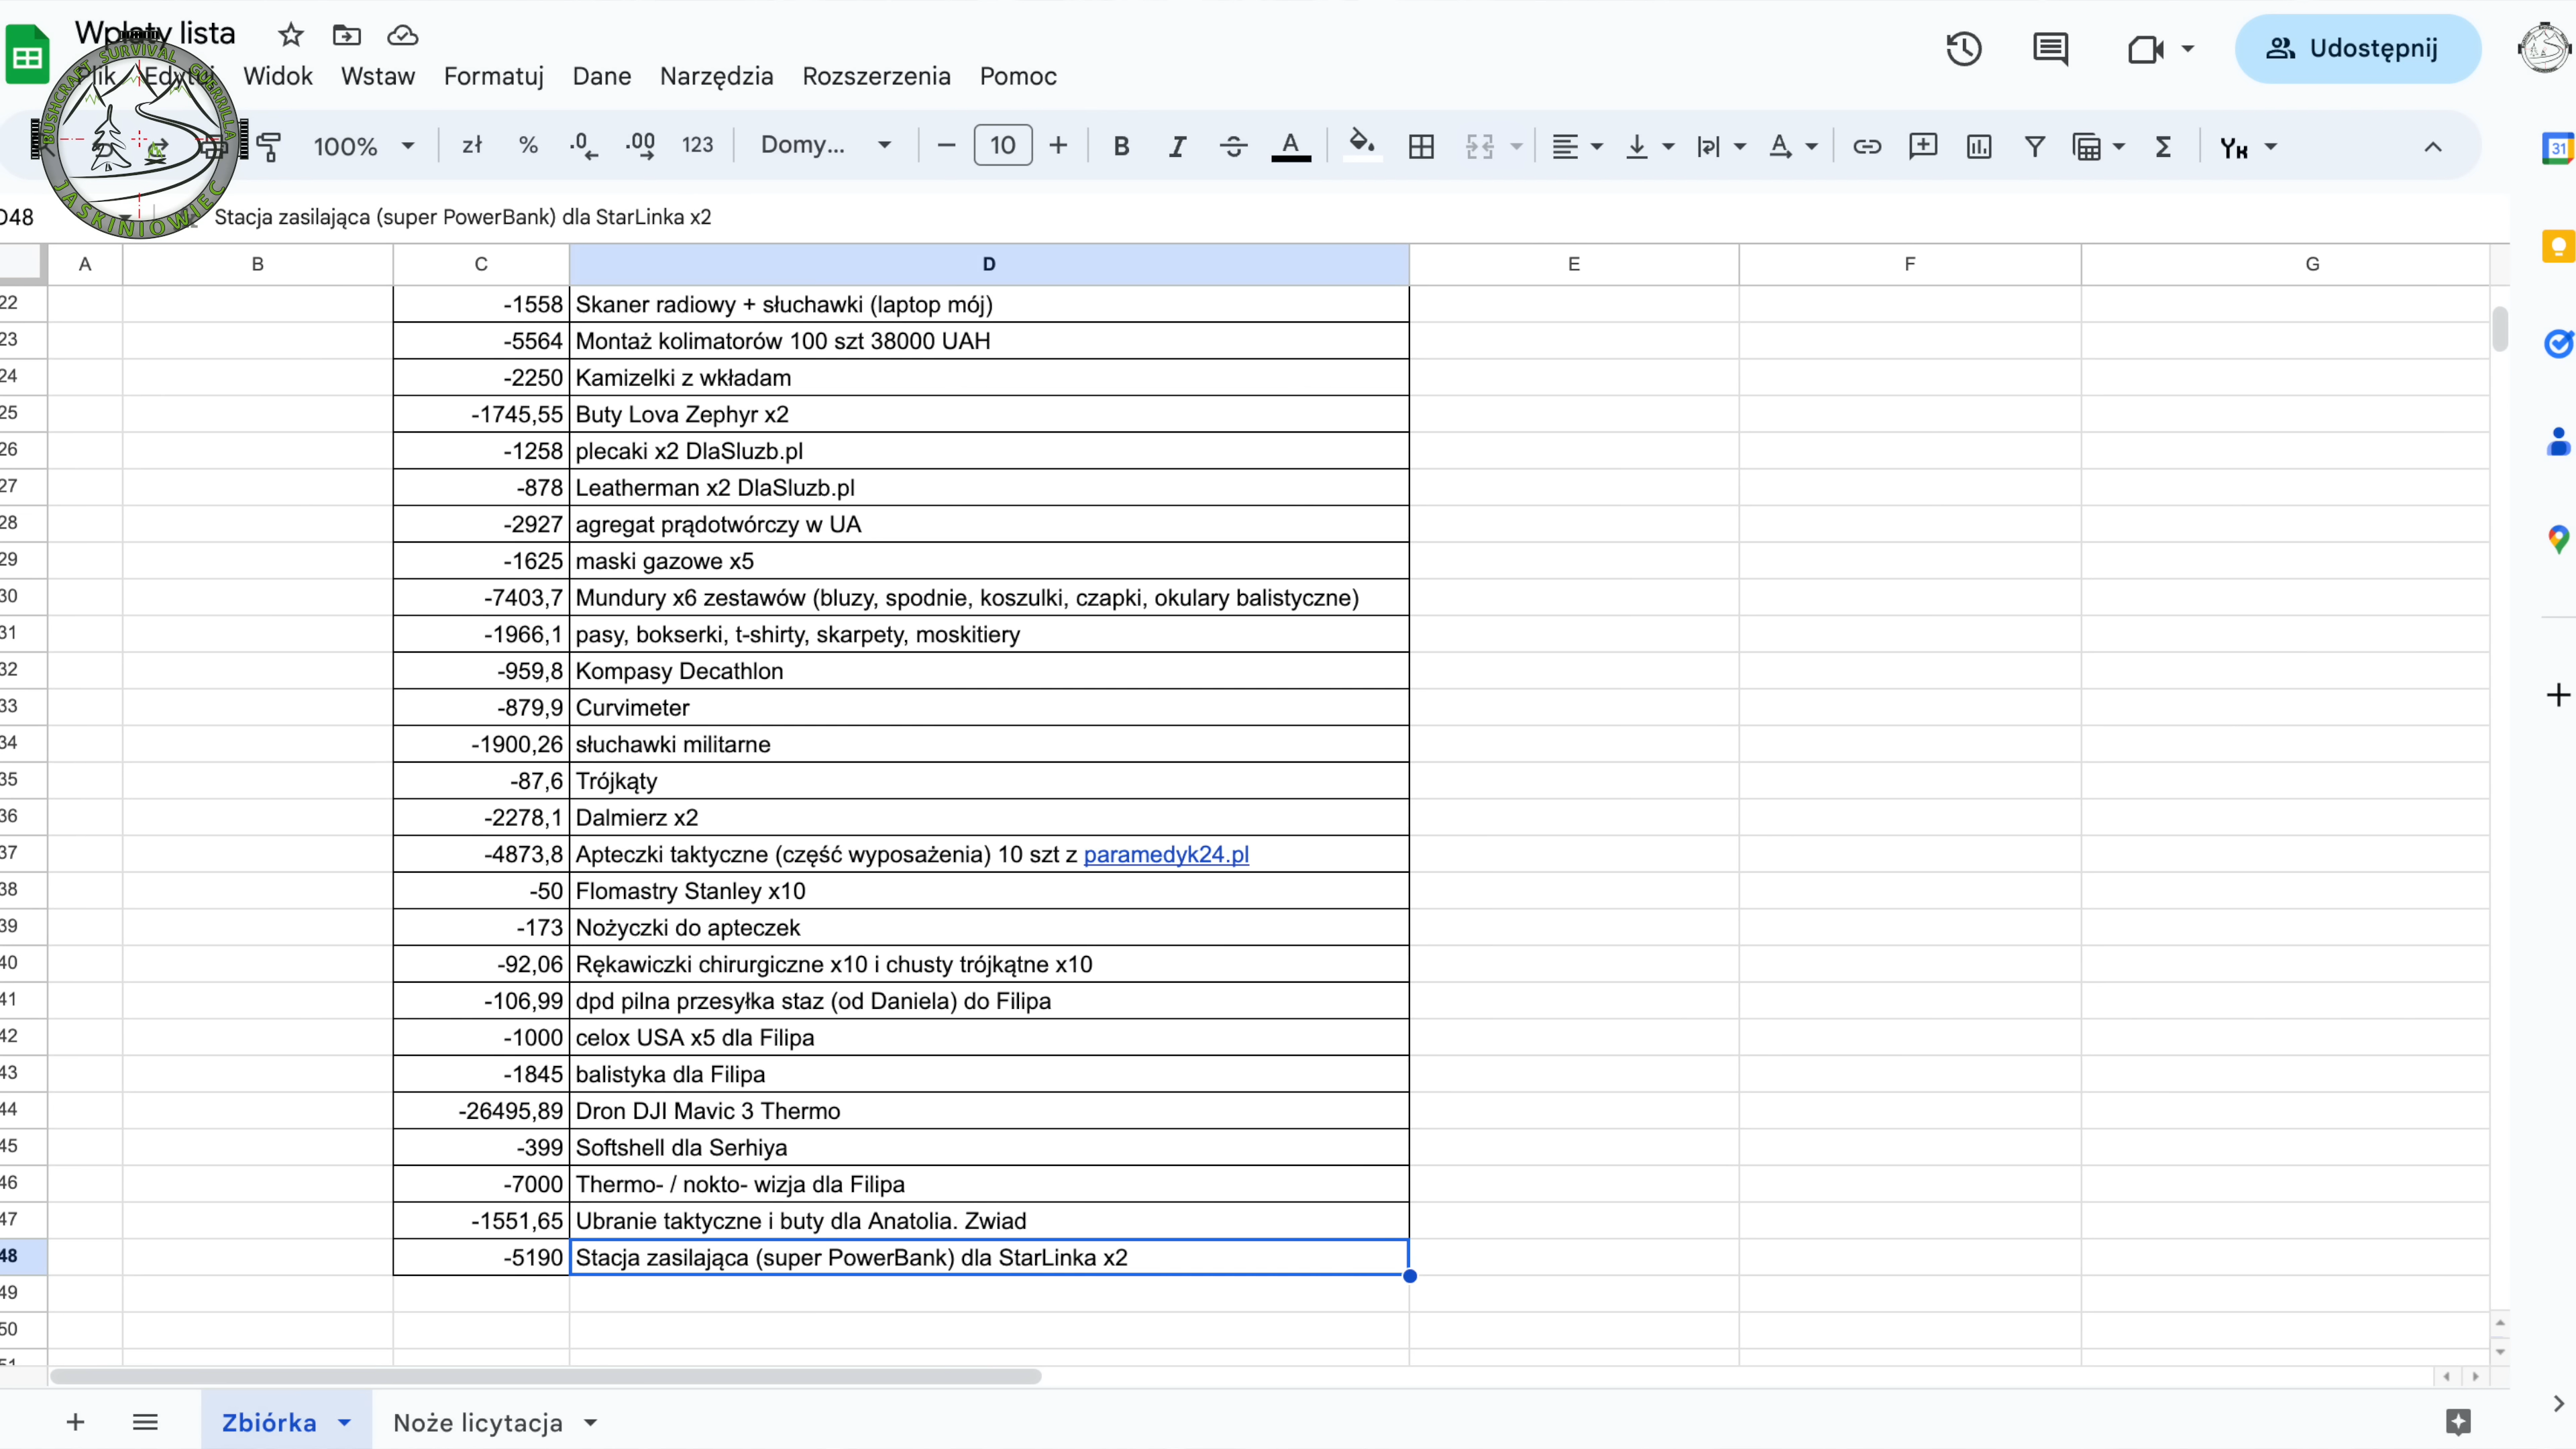 Wpłaty lista
Plik Edytuj Widok Wstaw Formatuj Dane Narzędzia Rozszerzenia Pomoc
Udostępnij
BUSHCRAFT SURVIVAL GUERRILLA
JASKINIOWIEC
100% zł % .0 .00 123 Domy... 10 B I A Σ
31
D48 Stacja zasilająca (super PowerBank) dla StarLinka x2
A B C D E F G
22 -1558 Skaner radiowy + słuchawki (laptop mój)
23 -5564 Montaż kolimatorów 100 szt 38000 UAH
24 -2250 Kamizelki z wkładam
25 -1745,55 Buty Lova Zephyr x2
26 -1258 plecaki x2 DlaSluzb.pl
27 -878 Leatherman x2 DlaSluzb.pl
28 -2927 agregat prądotwórczy w UA
29 -1625 maski gazowe x5
30 -7403,7 Mundury x6 zestawów (bluzy, spodnie, koszulki, czapki, okulary balistyczne)
31 -1966,1 pasy, bokserki, t-shirty, skarpety, moskitiery
32 -959,8 Kompasy Decathlon
33 -879,9 Curvimeter
34 -1900,26 słuchawki militarne
35 -87,6 Trójkąty
36 -2278,1 Dalmierz x2
37 -4873,8 Apteczki taktyczne (część wyposażenia) 10 szt z paramedyk24.pl
38 -50 Flomastry Stanley x10
39 -173 Nożyczki do apteczek
40 -92,06 Rękawiczki chirurgiczne x10 i chusty trójkątne x10
41 -106,99 dpd pilna przesyłka staz (od Daniela) do Filipa
42 -1000 celox USA x5 dla Filipa
43 -1845 balistyka dla Filipa
44 -26495,89 Dron DJI Mavic 3 Thermo
45 -399 Softshell dla Serhiya
46 -7000 Thermo- / nokto- wizja dla Filipa
47 -1551,65 Ubranie taktyczne i buty dla Anatolia. Zwiad
48 -5190 Stacja zasilająca (super PowerBank) dla StarLinka x2
49
50
51
Zbiórka Noże licytacja